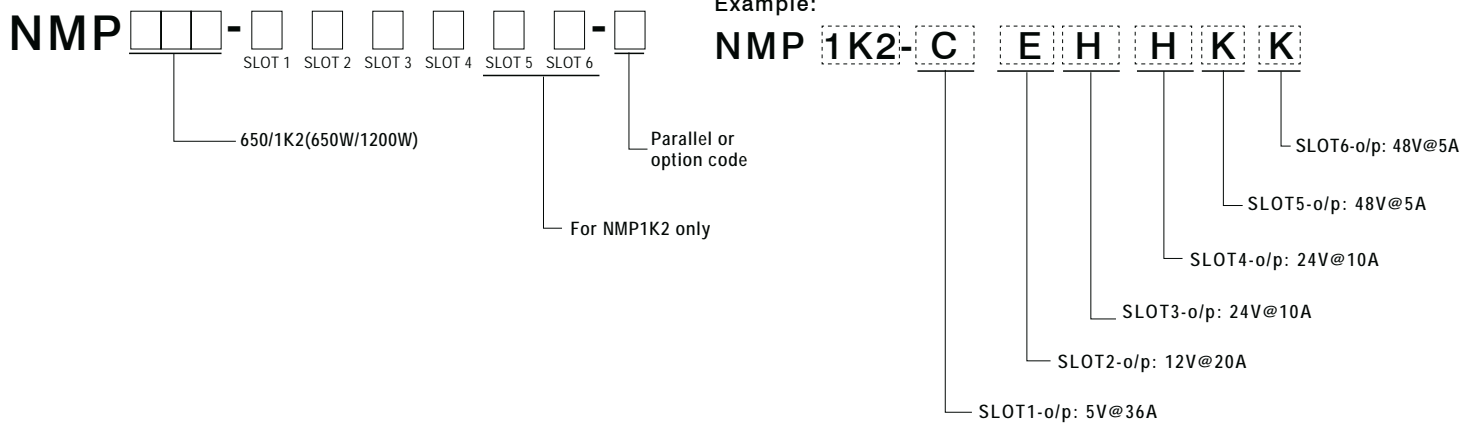 NMP - -
SLOT 1 SLOT 2 SLOT 3 SLOT 4 SLOT 5 SLOT 6
650/1K2(650W/1200W)
Parallel or
option code
For NMP1K2 only
Example:
NMP 1K2- C E H H K K
SLOT6-o/p: 48V@5A
SLOT5-o/p: 48V@5A
SLOT4-o/p: 24V@10A
SLOT3-o/p: 24V@10A
SLOT2-o/p: 12V@20A
SLOT1-o/p: 5V@36A